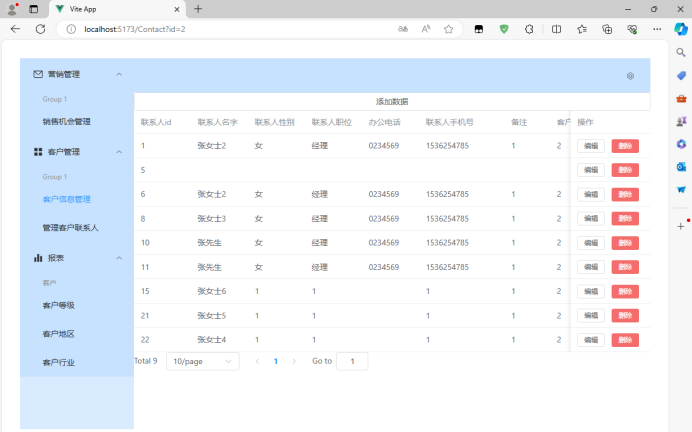 Vite App
localhost:5173/Contact?id=2
营销管理
Group 1
销售机会管理
客户管理
Group 1
客户信息管理
管理客户联系人
报表
客户
客户等级
客户地区
客户行业
添加数据
联系人id 联系人名字 联系人性别 联系人职位 办公电话 联系人手机号 备注 客户 操作
1 张女士2 女 经理 0234569 1536254785 1 2 编辑 删除
5 编辑 删除
6 张女士2 女 经理 0234569 1536254785 1 2 编辑 删除
8 张女士3 女 经理 0234569 1536254785 1 2 编辑 删除
10 张先生 女 经理 0234569 1536254785 1 2 编辑 删除
11 张先生 女 经理 0234569 1536254785 1 2 编辑 删除
15 张女士6 1 1 1 1 2 编辑 删除
21 张女士5 1 1 1 1 2 编辑 删除
22 张女士4 1 1 1 1 2 编辑 删除
Total 9 10/page 1 Go to 1